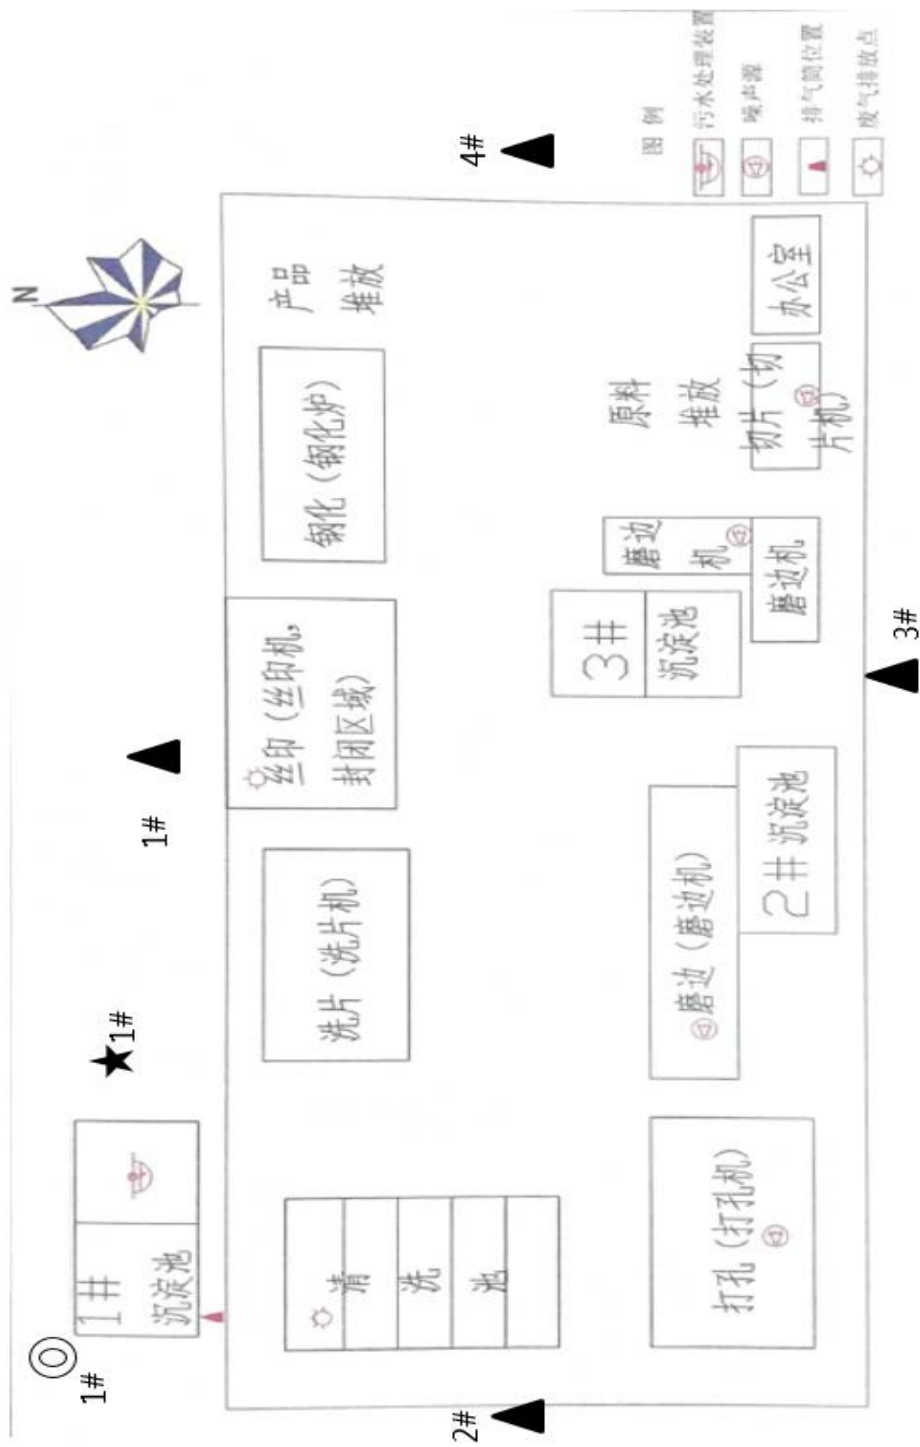 N
1#
1#
沉淀池
1#
1#
清
洗
池
洗片（洗片机）
丝印（丝印机，
封闭区域）
钢化（钢化炉）
产品
堆放
2#
4#
打孔（打孔机）
磨边（磨边机）
2#沉淀池
3#
沉淀池
磨边
机
磨边机
原料
堆放
切片（切
片机）
办公室
3#
图例
污水处理装置
噪声源
排气筒位置
废气排放点